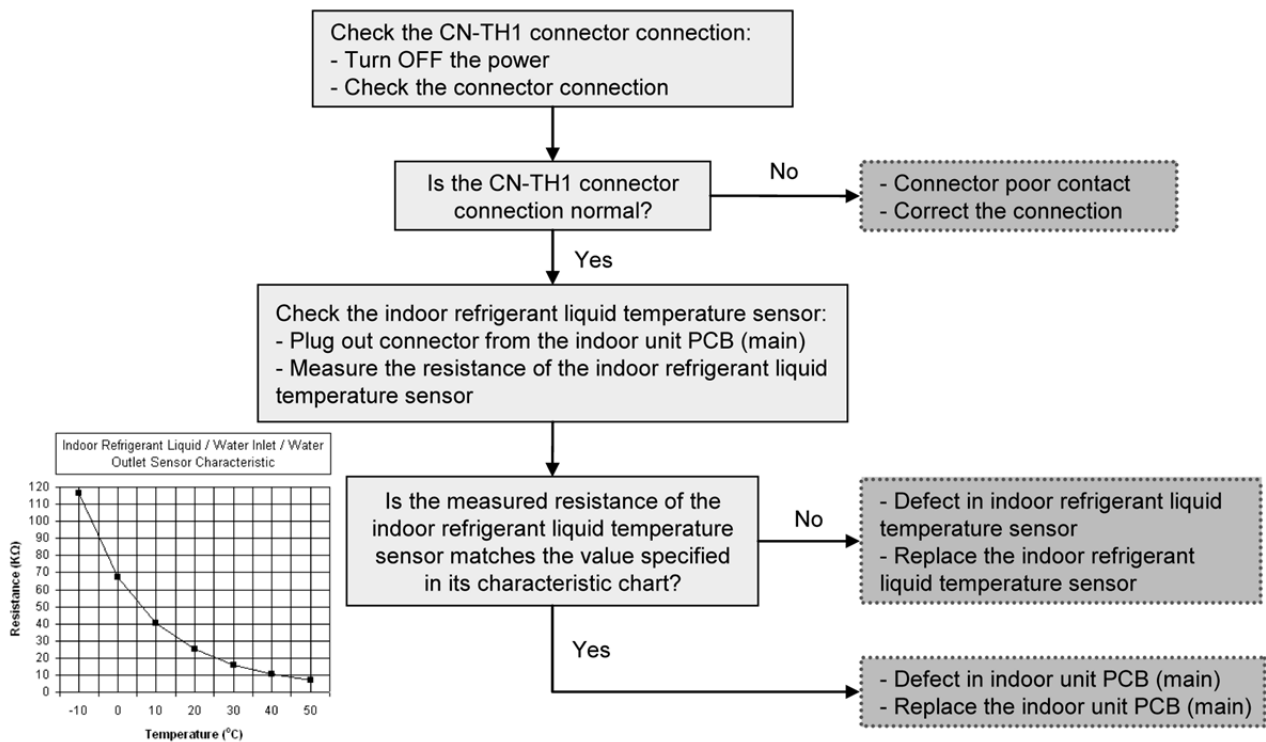 Check the CN-TH1 connector connection:
- Turn OFF the power
- Check the connector connection
Is the CN-TH1 connector
connection normal?
No
- Connector poor contact
- Correct the connection
Yes
Check the indoor refrigerant liquid temperature sensor:
- Plug out connector from the indoor unit PCB (main)
- Measure the resistance of the indoor refrigerant liquid
temperature sensor
Indoor Refrigerant Liquid / Water Inlet / Water
Outlet Sensor Characteristic
Resistance (KΩ)
120
110
100
90
80
70
60
50
40
30
20
10
0
-10 0 10 20 30 40 50
Temperature (°C)
Is the measured resistance of the
indoor refrigerant liquid temperature
sensor matches the value specified
in its characteristic chart?
No
- Defect in indoor refrigerant liquid
temperature sensor
- Replace the indoor refrigerant
liquid temperature sensor
Yes
- Defect in indoor unit PCB (main)
- Replace the indoor unit PCB (main)